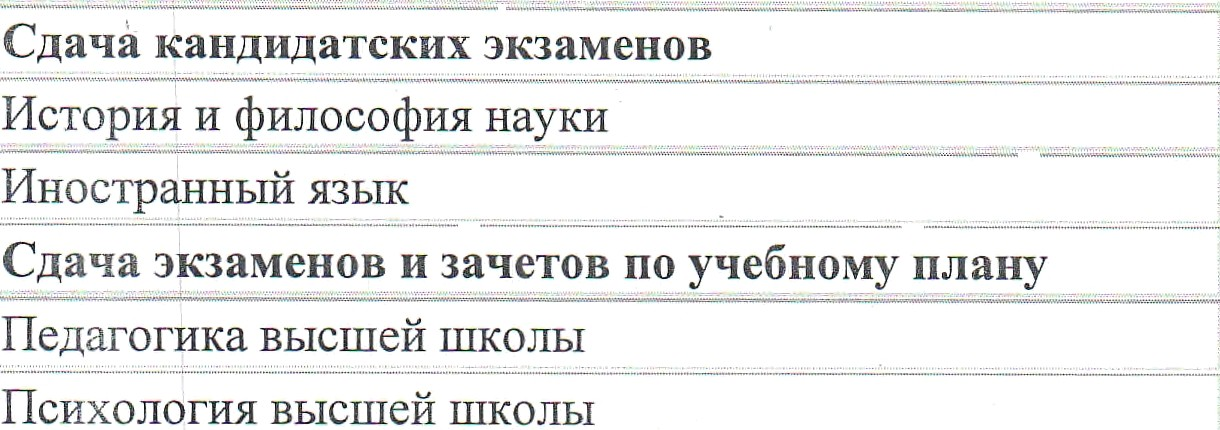 Сдача кандидатских экзаменов
История и философия науки
Иностранный язык
Сдача экзаменов и зачетов по учебному плану
Педагогика высшей школы
Психология высшей школы